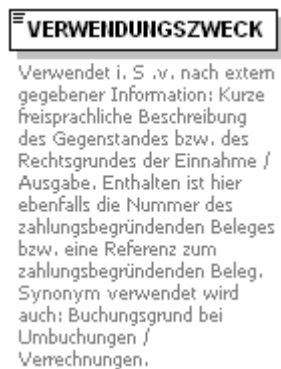 VERWENDUNGSZWECK
Verwendet i. S .v. nach extern
gegebener Information: Kurze
freisprachliche Beschreibung
des Gegenstandes bzw. des
Rechtsgrundes der Einnahme /
Ausgabe. Enthalten ist hier
ebenfalls die Nummer des
zahlungsbegründenden Beleges
bzw. eine Referenz zum
zahlungsbegründenden Beleg.
Synonym verwendet wird
auch: Buchungsgrund bei
Umbuchungen /
Verrechnungen.